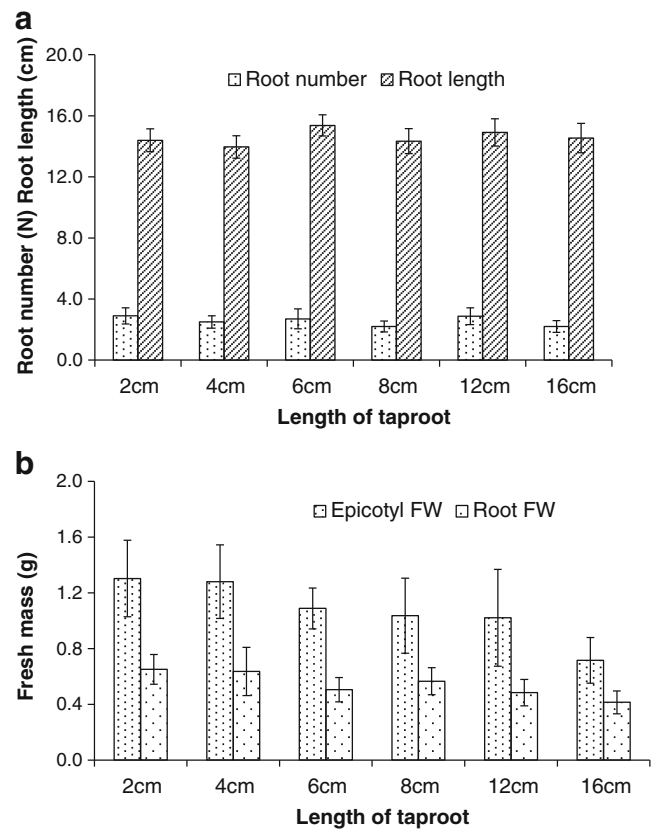 a
Root number (N) Root length (cm)
20.0
16.0
12.0
8.0
4.0
0.0
Root number Root length
2cm 4cm 6cm 8cm 12cm 16cm
Length of taproot
b
Fresh mass (g)
2.0
1.6
1.2
0.8
0.4
0.0
Epicotyl FW Root FW
2cm 4cm 6cm 8cm 12cm 16cm
Length of taproot